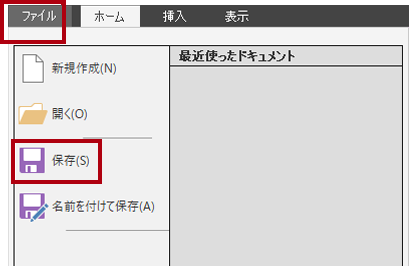 ファイル ホーム 挿入 表示
最近使ったドキュメント
新規作成(N)
開く(O)
保存(S)
名前を付けて保存(A)